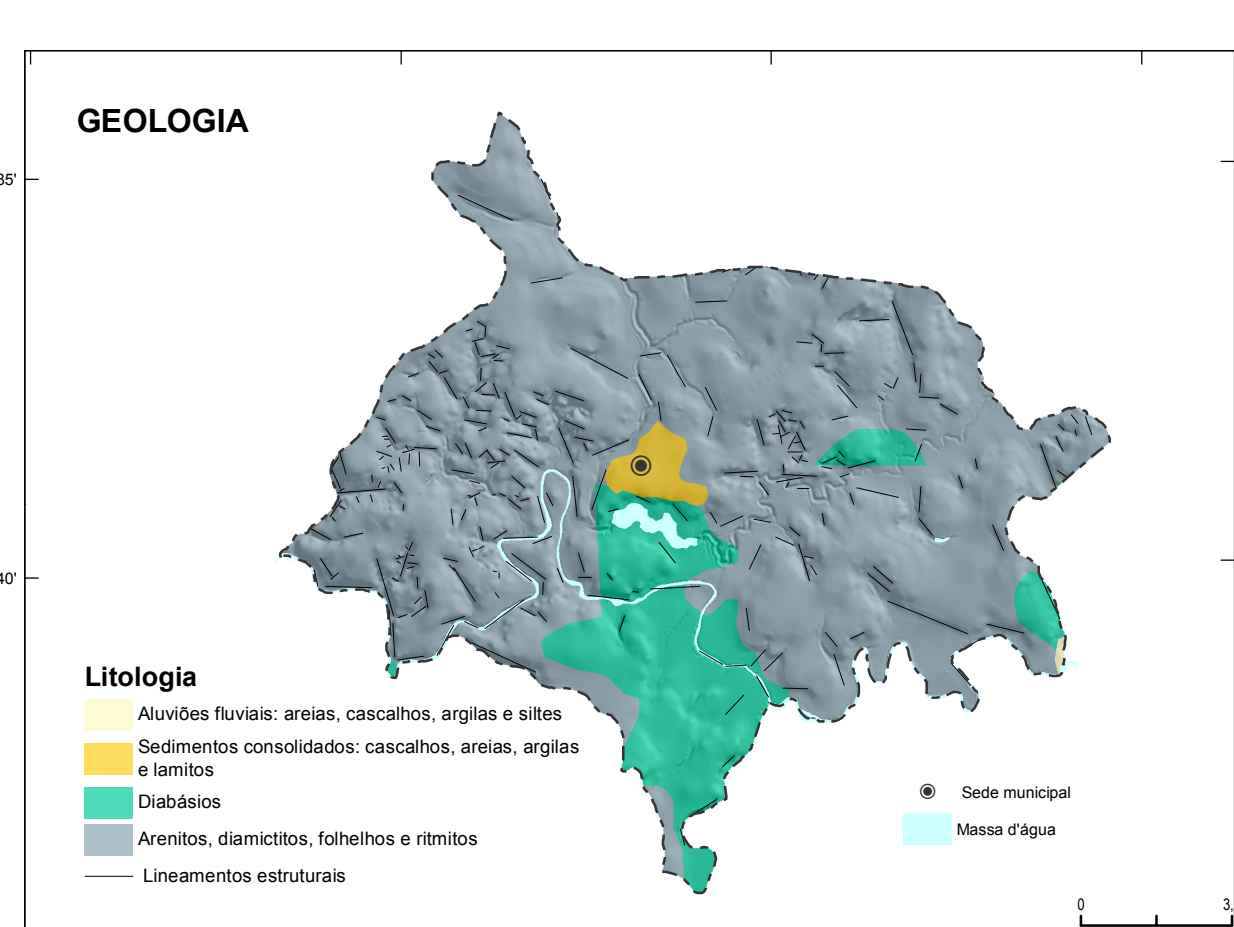 GEOLOGIA
35'
40'
Litologia
Aluviões fluviais: areias, cascalhos, argilas e siltes
Sedimentos consolidados: cascalhos, areias, argilas
e lamitos
Diabásios
Arenitos, diamictitos, folhelhos e ritmitos
Lineamentos estruturais
Sede municipal
Massa d'água
0
3,